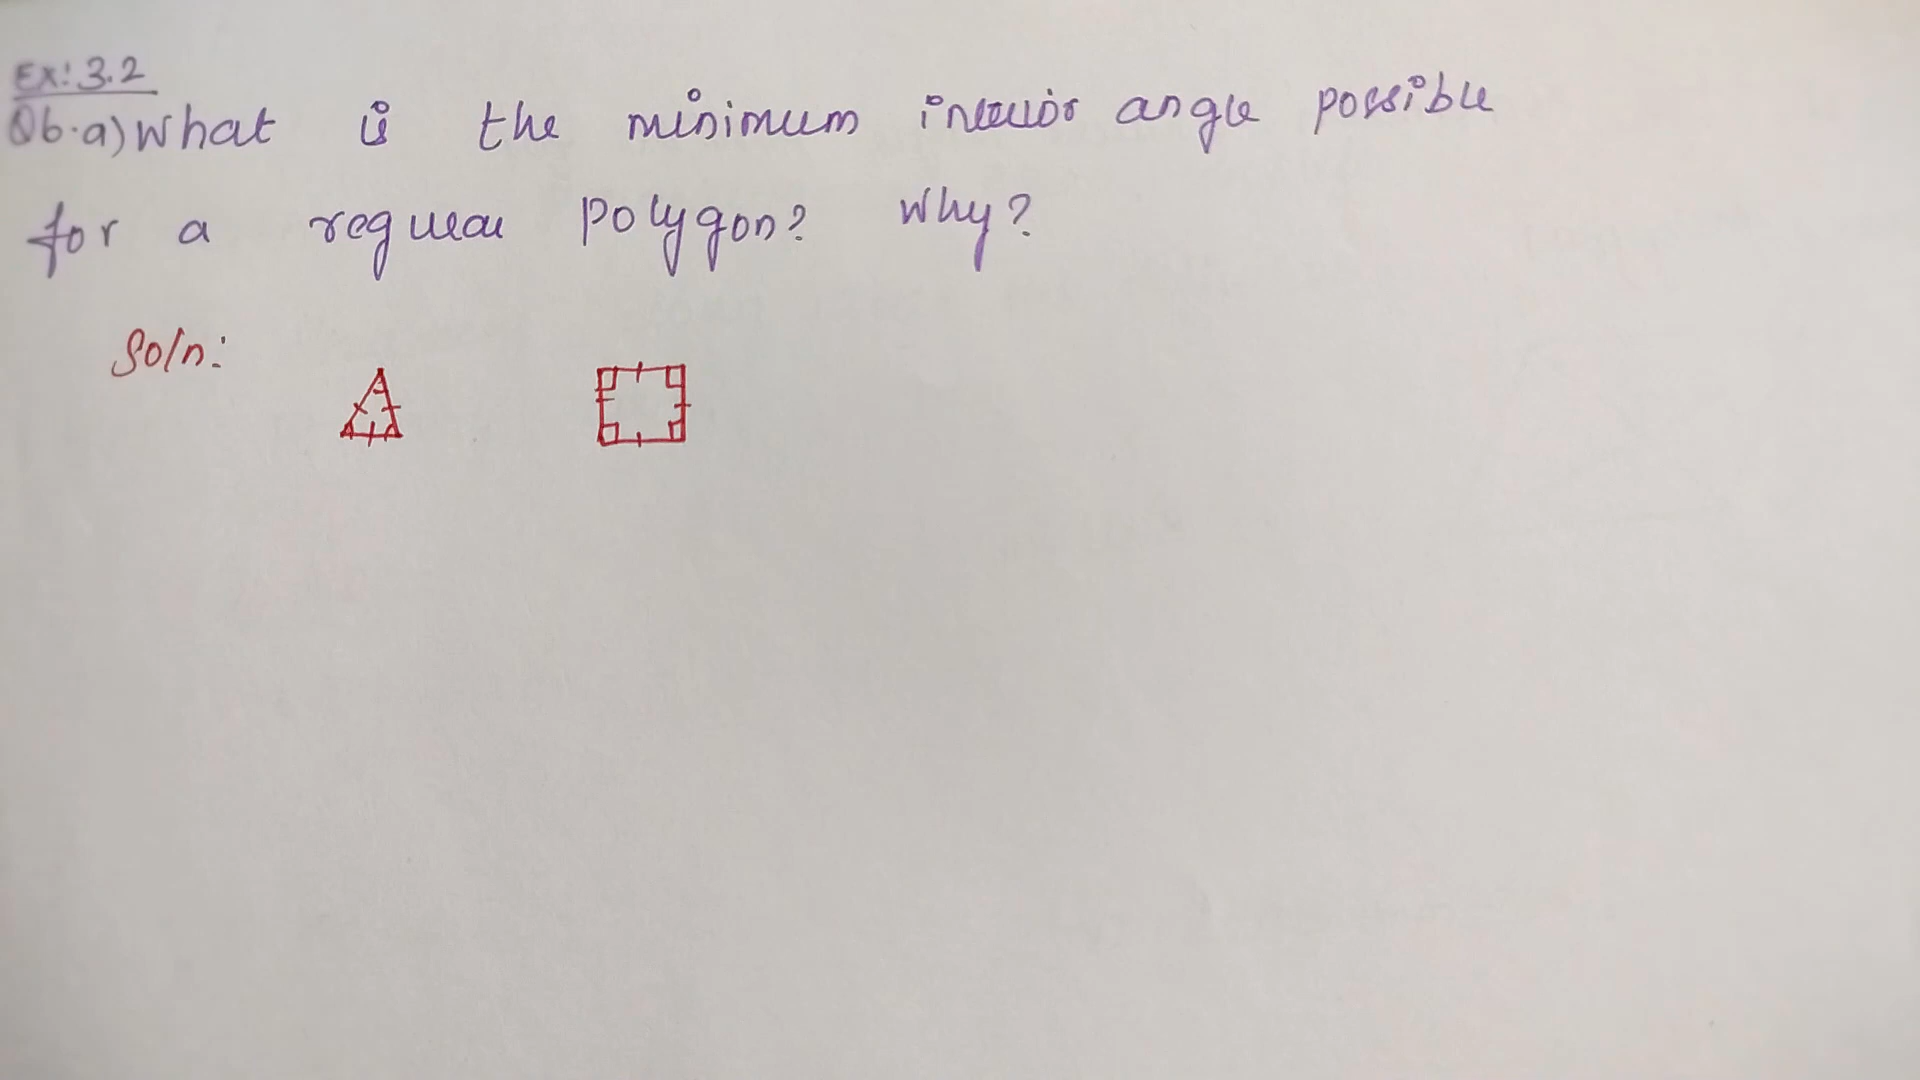 Ex: 3.2
Q6.a) What is the minimum interior angle possible
for a regular polygon? Why?
Soln: